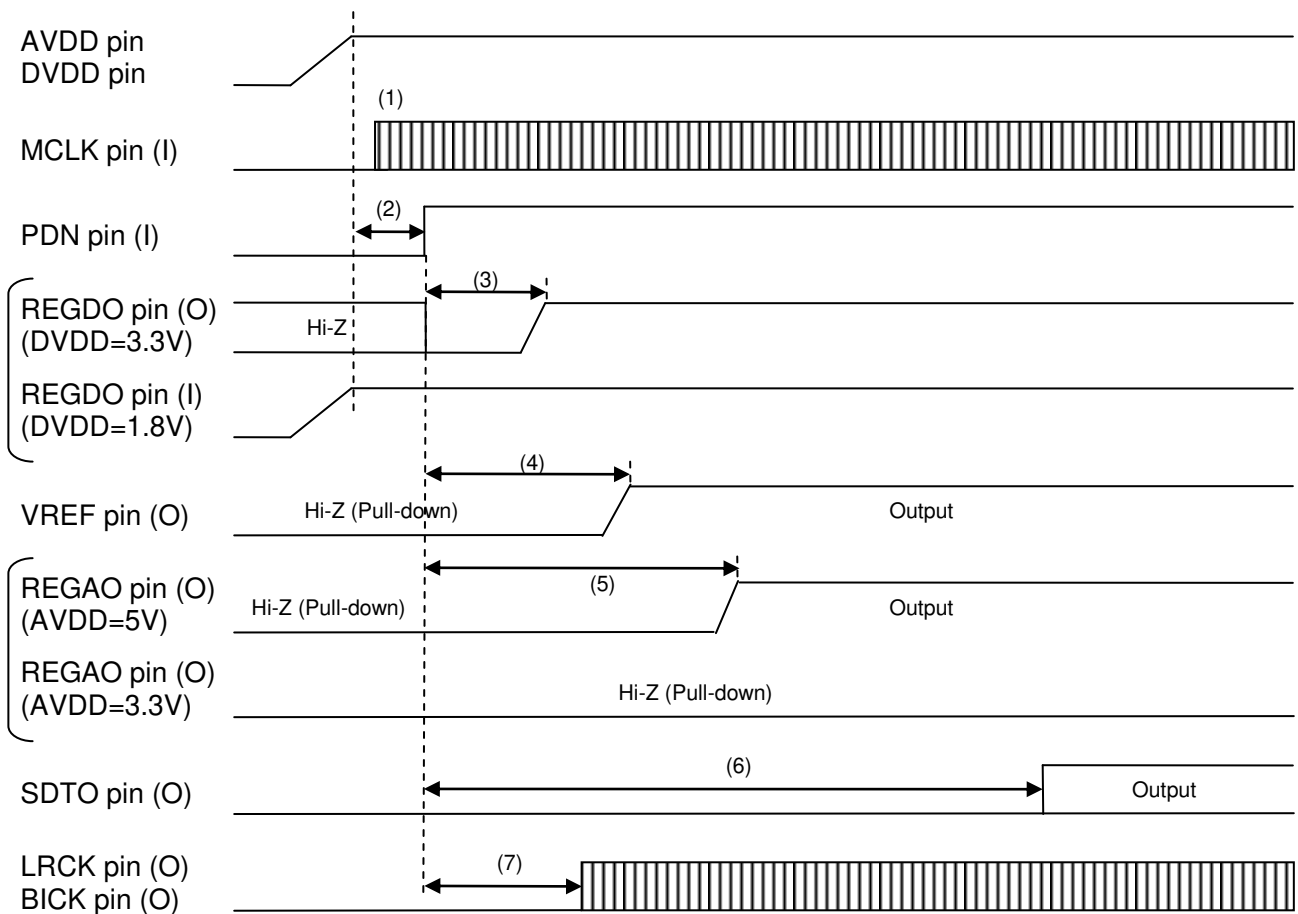 AVDD pin
DVDD pin
(1)
MCLK pin (I)
(2)
PDN pin (I)
(3)
REGDO pin (O)
(DVDD=3.3V)
Hi-Z
REGDO pin (I)
(DVDD=1.8V)
(4)
VREF pin (O)
Hi-Z (Pull-down)
Output
(5)
REGAO pin (O)
(AVDD=5V)
Hi-Z (Pull-down)
Output
REGAO pin (O)
(AVDD=3.3V)
Hi-Z (Pull-down)
(6)
SDTO pin (O)
Output
(7)
LRCK pin (O)
BICK pin (O)